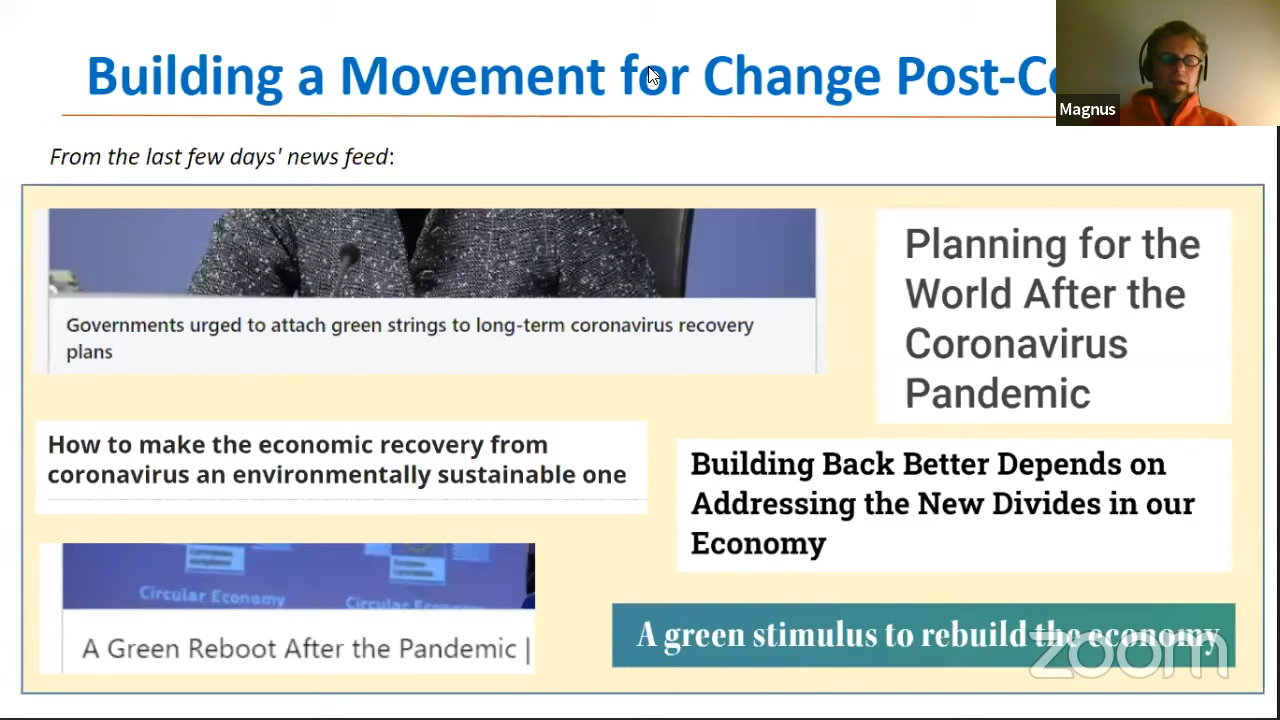 Building a Movement for Change Post-C
Magnus
From the last few days' news feed:
Governments urged to attach green strings to long-term coronavirus recovery
plans
Planning for the
World After the
Coronavirus
Pandemic
How to make the economic recovery from
coronavirus an environmentally sustainable one
Building Back Better Depends on
Addressing the New Divides in our
Economy
Circular Economy
Circular
A Green Reboot After the Pandemic |
A green stimulus to rebuild the economy
zoom